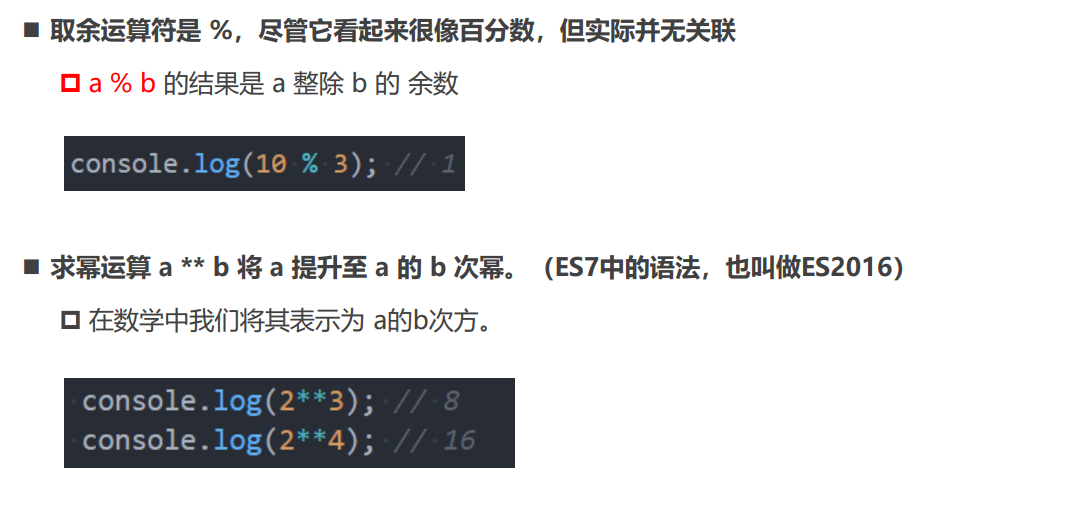 ■ 取余运算符是 %，尽管它看起来很像百分数，但实际并无关联
a % b 的结果是 a 整除 b 的 余数
console.log(10 % 3); // 1
■ 求幂运算 a ** b 将 a 提升至 a 的 b 次幂。（ES7中的语法，也叫做ES2016）
在数学中我们将其表示为 a的b次方。
console.log(2**3); // 8
console.log(2**4); // 16